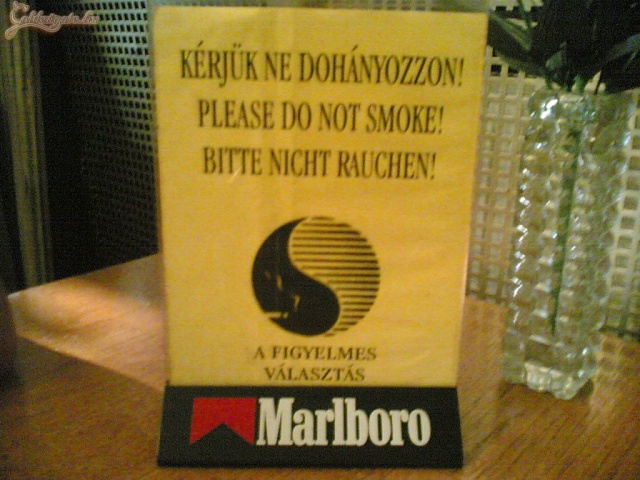 KÉRJÜK NE DOHÁNYOZZON!
PLEASE DO NOT SMOKE!
BITTE NICHT RAUCHEN!
A FIGYELMES
VÁLASZTÁS
Marlboro